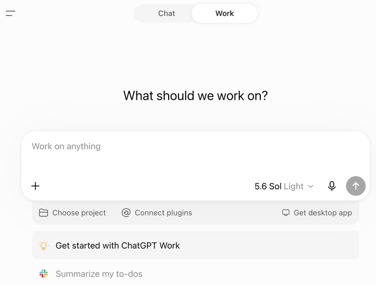 Chat Work
What should we work on?
Work on anything
5.6 Sol Light
Choose project Connect plugins Get desktop app
Get started with ChatGPT Work
Summarize my to-dos